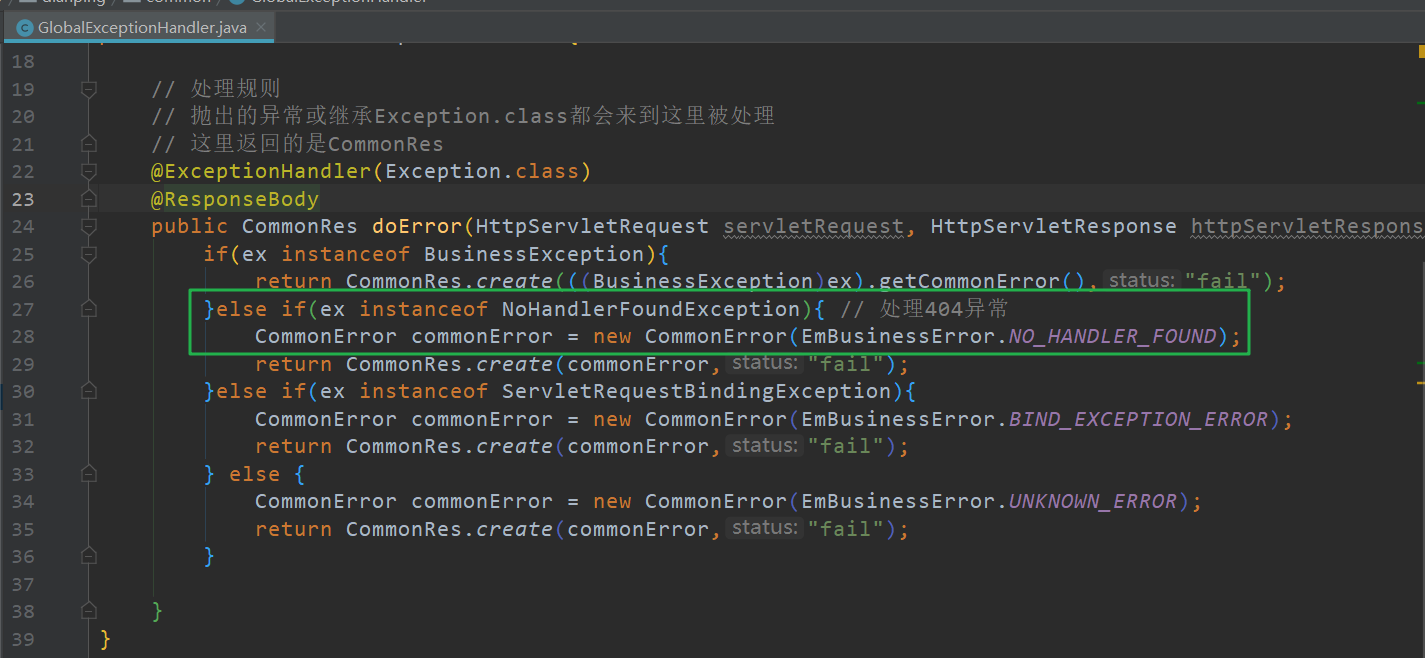 GlobalExceptionHandler.java
18
19 // 处理规则
20 // 抛出的异常或继承Exception.class都会来到这里被处理
21 // 这里返回的是CommonRes
22 @ExceptionHandler(Exception.class)
23 @ResponseBody
24 public CommonRes doError(HttpServletRequest servletRequest, HttpServletResponse httpServletRespons
25 if(ex instanceof BusinessException){
26 return CommonRes.create(((BusinessException)ex).getCommonError(), status: "fail");
27 }else if(ex instanceof NoHandlerFoundException){ // 处理404异常
28 CommonError commonError = new CommonError(EmBusinessError.NO_HANDLER_FOUND);
29 return CommonRes.create(commonError, status: "fail");
30 }else if(ex instanceof ServletRequestBindingException){
31 CommonError commonError = new CommonError(EmBusinessError.BIND_EXCEPTION_ERROR);
32 return CommonRes.create(commonError, status: "fail");
33 } else {
34 CommonError commonError = new CommonError(EmBusinessError.UNKNOWN_ERROR);
35 return CommonRes.create(commonError, status: "fail");
36 }
37
38 }
39 }